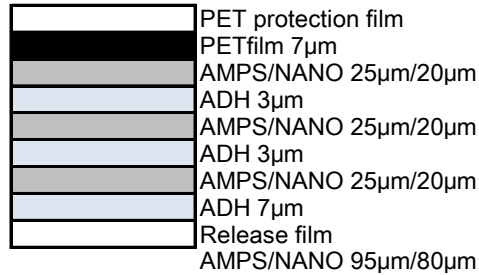 PET protection film
PETfilm 7μm
AMPS/NANO 25μm/20μm
ADH 3μm
AMPS/NANO 25μm/20μm
ADH 3μm
AMPS/NANO 25μm/20μm
ADH 7μm
Release film
AMPS/NANO 95μm/80μm